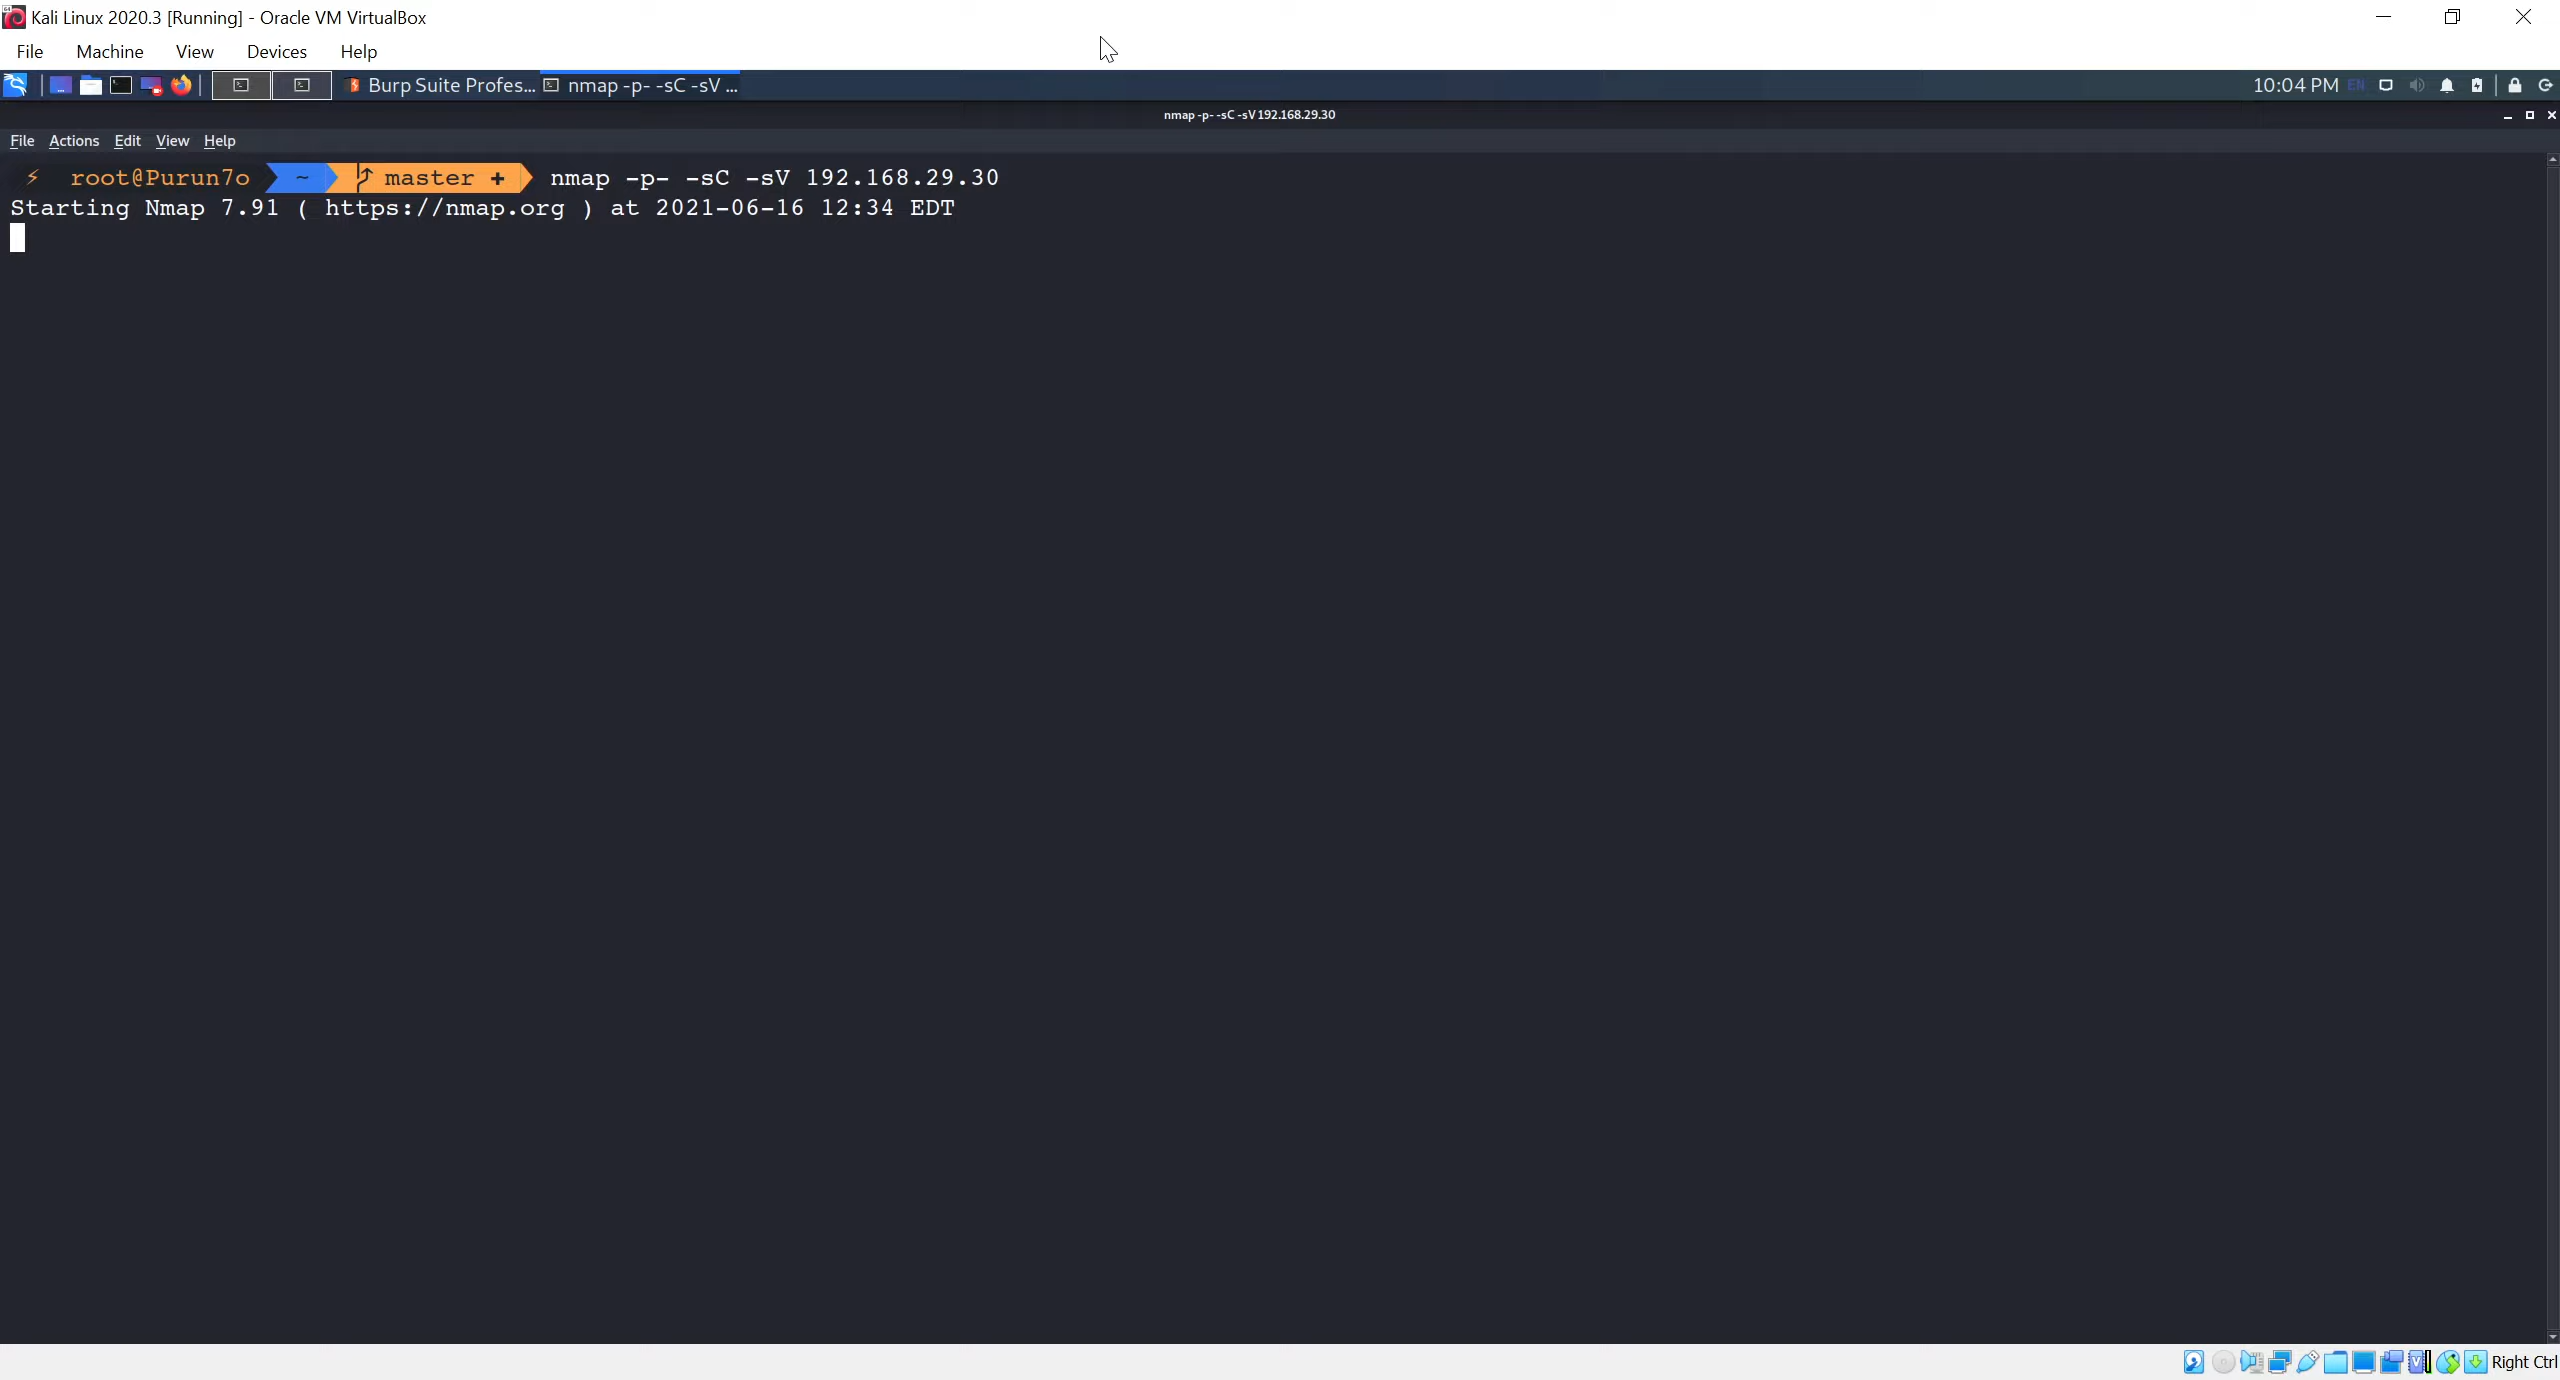 Kali Linux 2020.3 [Running] - Oracle VM VirtualBox
File Machine View Devices Help
Burp Suite Profes... nmap -p- -sC -sV ... 10:04 PM EN
nmap -p- -sC -sV 192.168.29.30
File Actions Edit View Help
⚡ root@Purun7o ~ master + nmap -p- -sC -sV 192.168.29.30
Starting Nmap 7.91 ( https://nmap.org ) at 2021-06-16 12:34 EDT
Right Ctrl